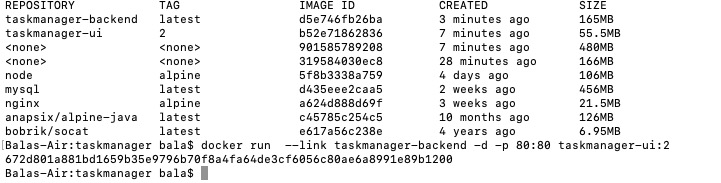 REPOSITORY TAG IMAGE ID CREATED SIZE
taskmanager-backend latest d5e746fb26ba 3 minutes ago 165MB
taskmanager-ui 2 b52e71862836 7 minutes ago 55.5MB
<none> <none> 901585789208 7 minutes ago 480MB
<none> <none> 319584030ec8 28 minutes ago 166MB
node alpine 5f8b3338a759 4 days ago 106MB
mysql latest d435eee2caa5 2 weeks ago 456MB
nginx alpine a624d888d69f 3 weeks ago 21.5MB
anapsix/alpine-java latest c45785c254c5 10 months ago 126MB
bobrik/socat latest e617a56c238e 4 years ago 6.95MB
[Balas-Air:taskmanager bala$ docker run --link taskmanager-backend -d -p 80:80 taskmanager-ui:2
672d801a881bd1659b35e9796b70f8a4fa64de3cf6056c80ae6a8991e89b1200
Balas-Air:taskmanager bala$